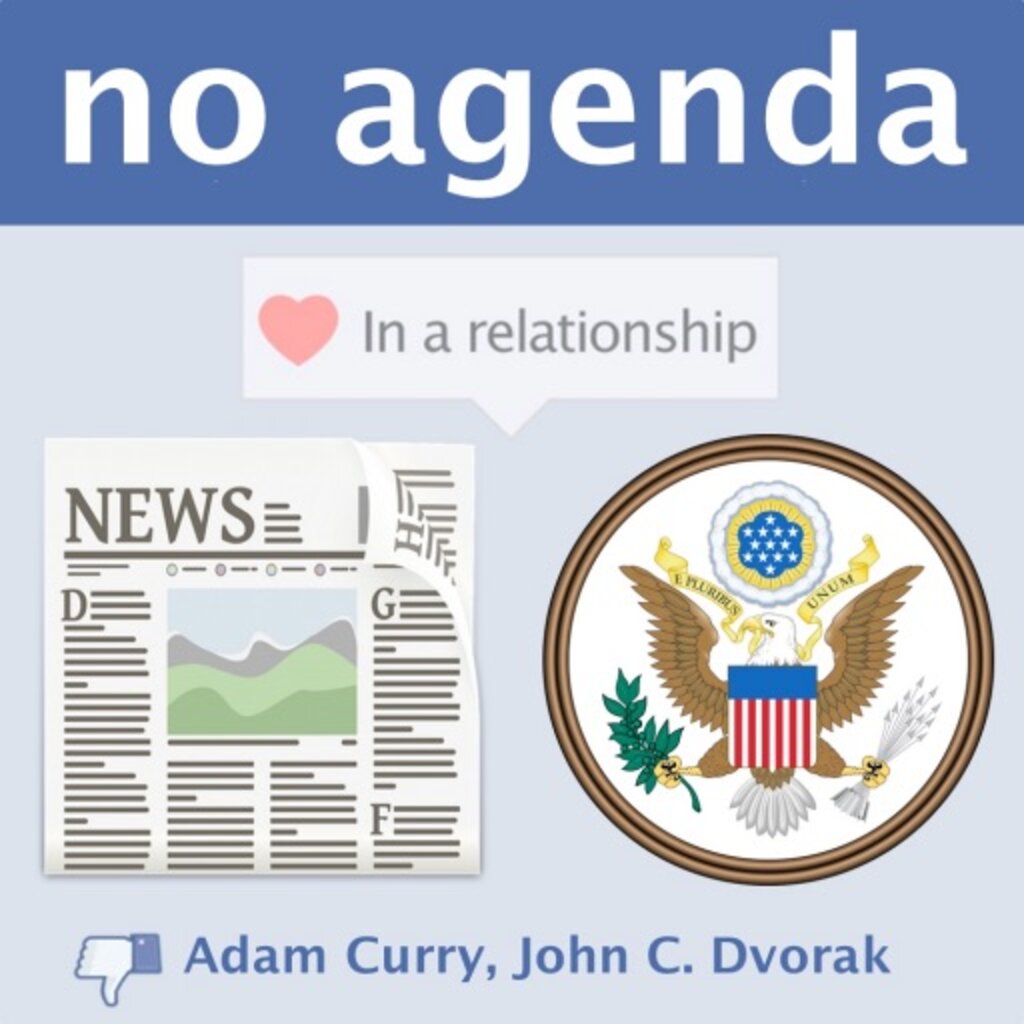 no agenda
In a relationship
NEWS
H
D
G
F
E PLURIBUS UNUM
Adam Curry, John C. Dvorak